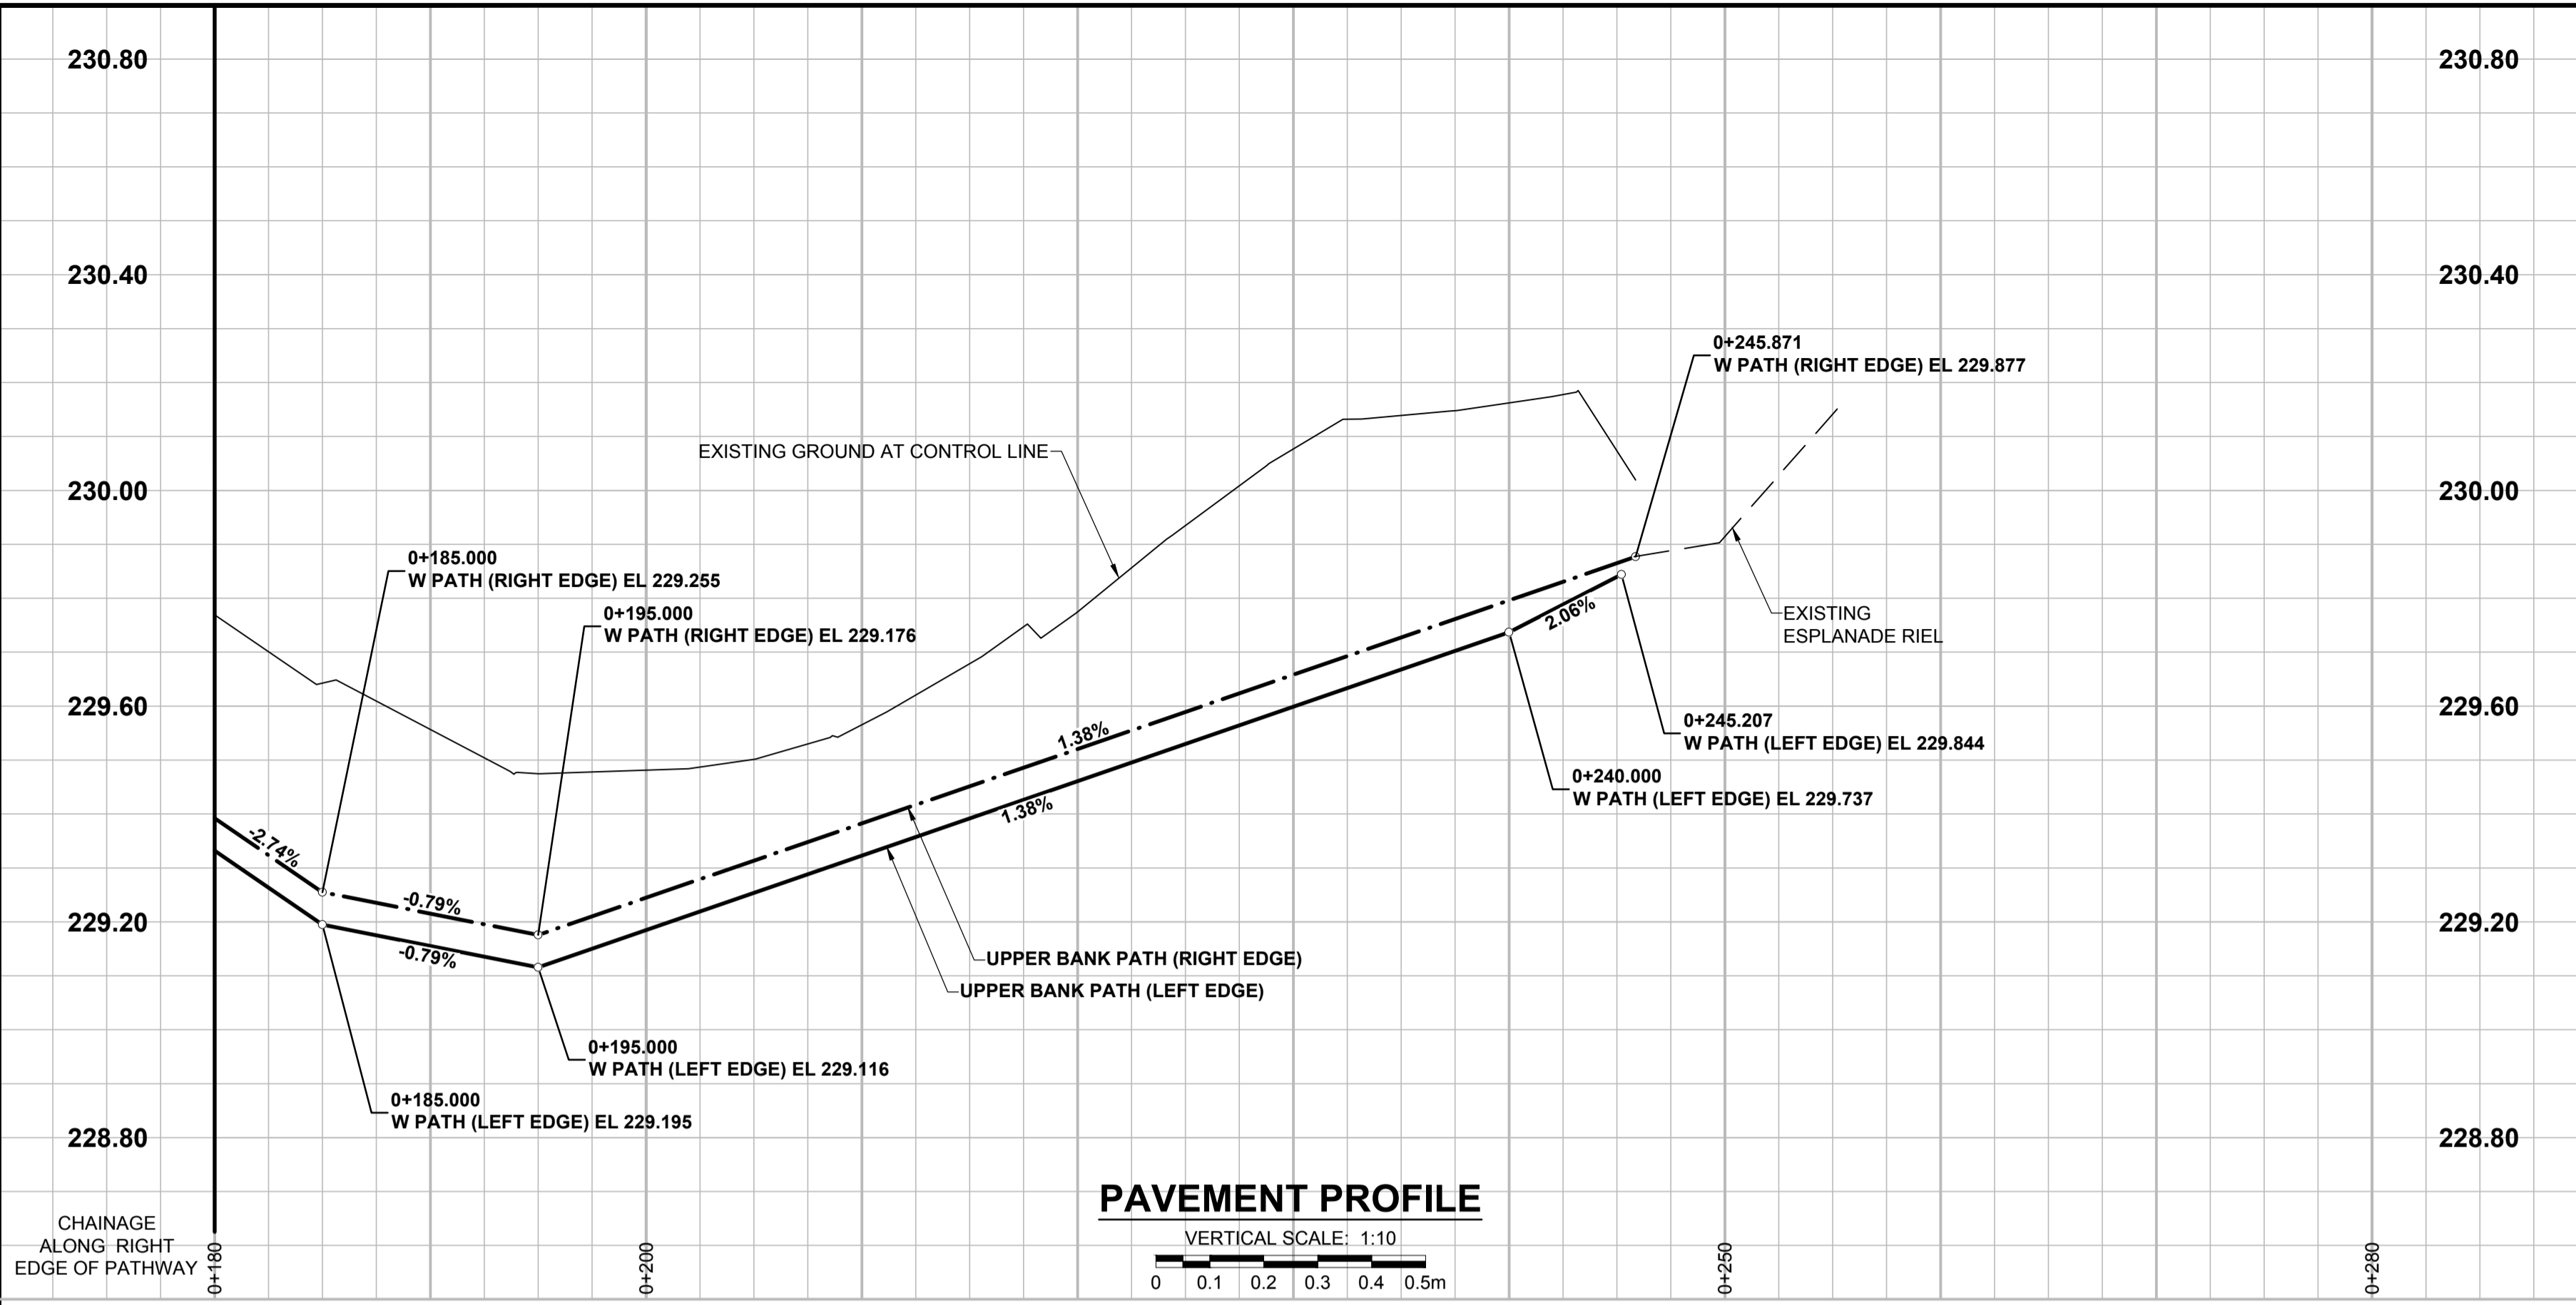 230.80
230.80
230.40
230.40
0+245.871
W PATH (RIGHT EDGE) EL 229.877
EXISTING GROUND AT CONTROL LINE
230.00
230.00
0+185.000
W PATH (RIGHT EDGE) EL 229.255
0+195.000
W PATH (RIGHT EDGE) EL 229.176
2.06%
EXISTING
ESPLANADE RIEL
229.60
229.60
0+245.207
W PATH (LEFT EDGE) EL 229.844
1.38%
0+240.000
W PATH (LEFT EDGE) EL 229.737
1.38%
-2.74%
-0.79%
229.20
229.20
-0.79%
UPPER BANK PATH (RIGHT EDGE)
UPPER BANK PATH (LEFT EDGE)
0+195.000
W PATH (LEFT EDGE) EL 229.116
0+185.000
W PATH (LEFT EDGE) EL 229.195
228.80
228.80
PAVEMENT PROFILE
VERTICAL SCALE: 1:10
0 0.1 0.2 0.3 0.4 0.5m
CHAINAGE
ALONG RIGHT
EDGE OF PATHWAY
0+180
0+200
0+250
0+280